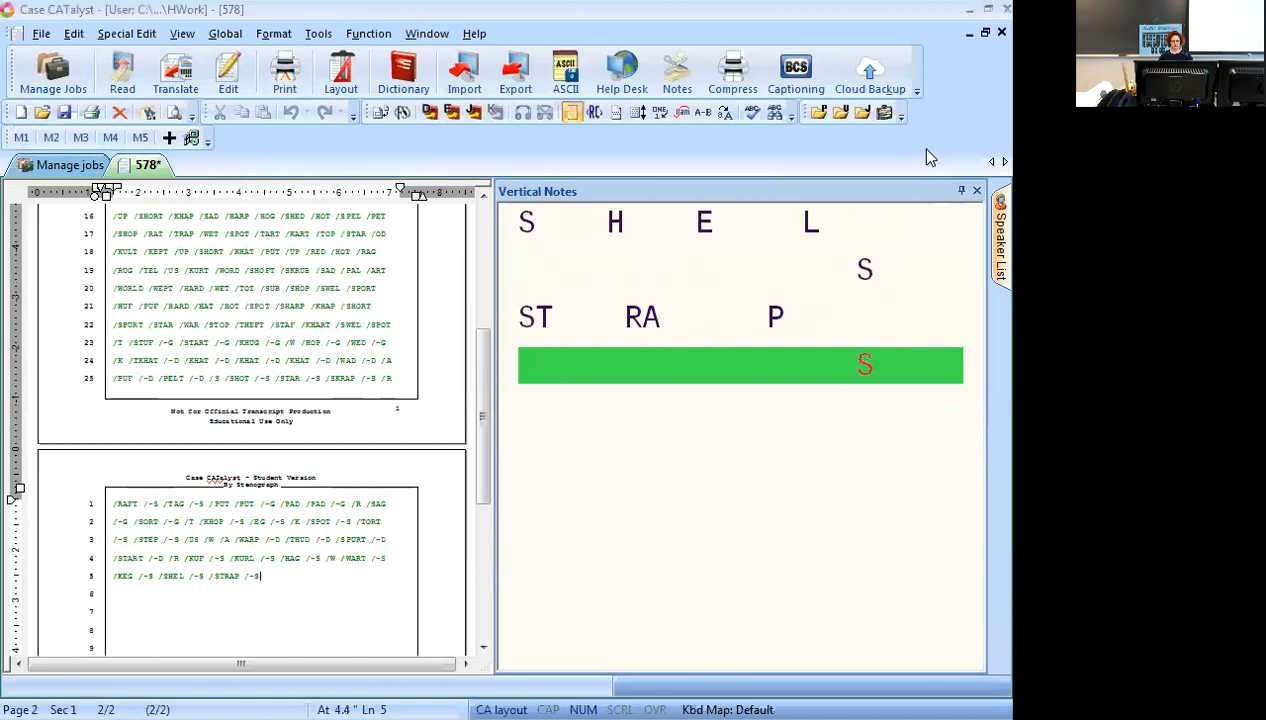 Case CATalyst - [User: C:\...\HWork] - [578]
File Edit Special Edit View Global Format Tools Function Window Help
Manage Jobs Read Translate Edit Print Layout Dictionary Import Export ASCII Help Desk Notes Compress Captioning Cloud Backup
M1 M2 M3 M4 M5
Manage jobs 578*
Vertical Notes
Speaker List
16 /UP /SHORT /KHAP /SAD /HARP /HOG /SHED /HOT /SPEL /PET
17 /SHOP /RAT /TRAP /WET /SPOT /TART /KART /TOP /STAR /OD
18 /KULT /KEPT /UP /SHORT /KHAT /PUT /UP /RED /HOT /RAG
19 /RUG /TEL /US /KURT /WORD /SHOFT /SKRUB /SAD /PAL /ART
20 /WORLD /WEPT /HARD /WET /TOT /SUB /SHOP /SWEL /SPORT
21 /HUF /PUF /HARD /HAT /HOT /SPOT /SHARP /KHAP /SHORT
22 /SPURT /STAR /WAR /STOP /THEFT /STAF /KHART /SWEL /SPOT
23 /T /STUF /-G /START /-G /KHUG /-G /W /HOP /-G /WED /-G
24 /K /TKHAT /-D /KHAT /-D /KHAT /-D /KHAT /-D /WAD /-D /A
25 /PUF /-D /PELT /-D /S /SHOT /-S /STAR /-S /SKRAP /-S /R
Not for Official Transcript Production 1
Educational Use Only
Case CATalyst - Student Version
By Stenograph
1 /RAFT /-S /TAG /-S /PUT /PUT /-G /PAD /PAD /-G /R /SAG
2 /-G /SORT /-G /T /KHOP /-S /EG /-S /K /SPOT /-S /TORT
3 /-S /STEP /-S /US /W /A /WARP /-D /THUD /-D /SPURT /-D
4 /START /-D /R /KUF /-S /KURL /-S /HAG /-S /W /WART /-S
5 /KEG /-S /SHEL /-S /STRAP /-S
6
7
8
9
S H E L
S
ST RA P
S
Page 2 Sec 1 2/2 (2/2) At 4.4 " Ln 5 CA layout CAP NUM SCRL OVR Kbd Map: Default